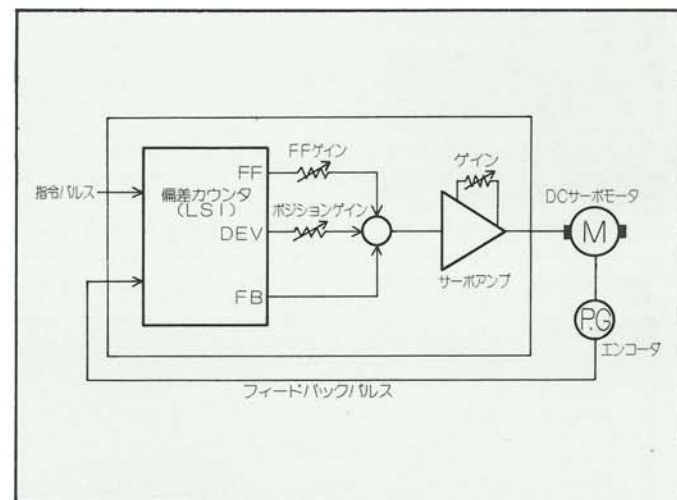 FFゲイン
FF
指令パルス
偏差カウンタ
(LSI)
DEV
ポジションゲイン
FB
ゲイン
サーボアンプ
DCサーボモータ
M
P.G
エンコーダ
フィードバックパルス